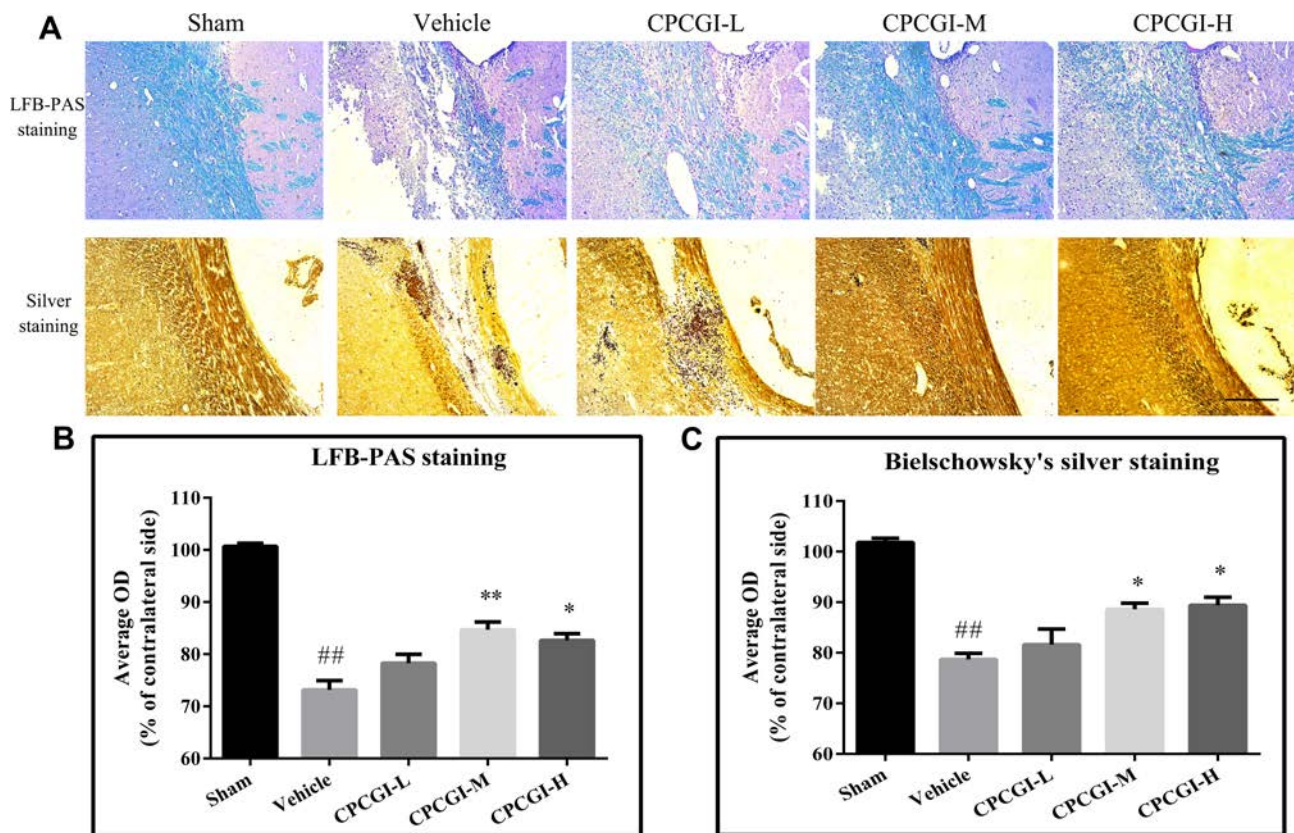 A
Sham
Vehicle
CPCGI-L
CPCGI-M
CPCGI-H
LFB-PAS
staining
Silver
staining
B
LFB-PAS staining
Average OD
(% of contralateral side)
110
100
90
80
70
60
##
**
*
Sham
Vehicle
CPCGI-L
CPCGI-M
CPCGI-H
C
Bielschowsky's silver staining
Average OD
(% of contralateral side)
110
100
90
80
70
60
##
*
*
Sham
Vehicle
CPCGI-L
CPCGI-M
CPCGI-H